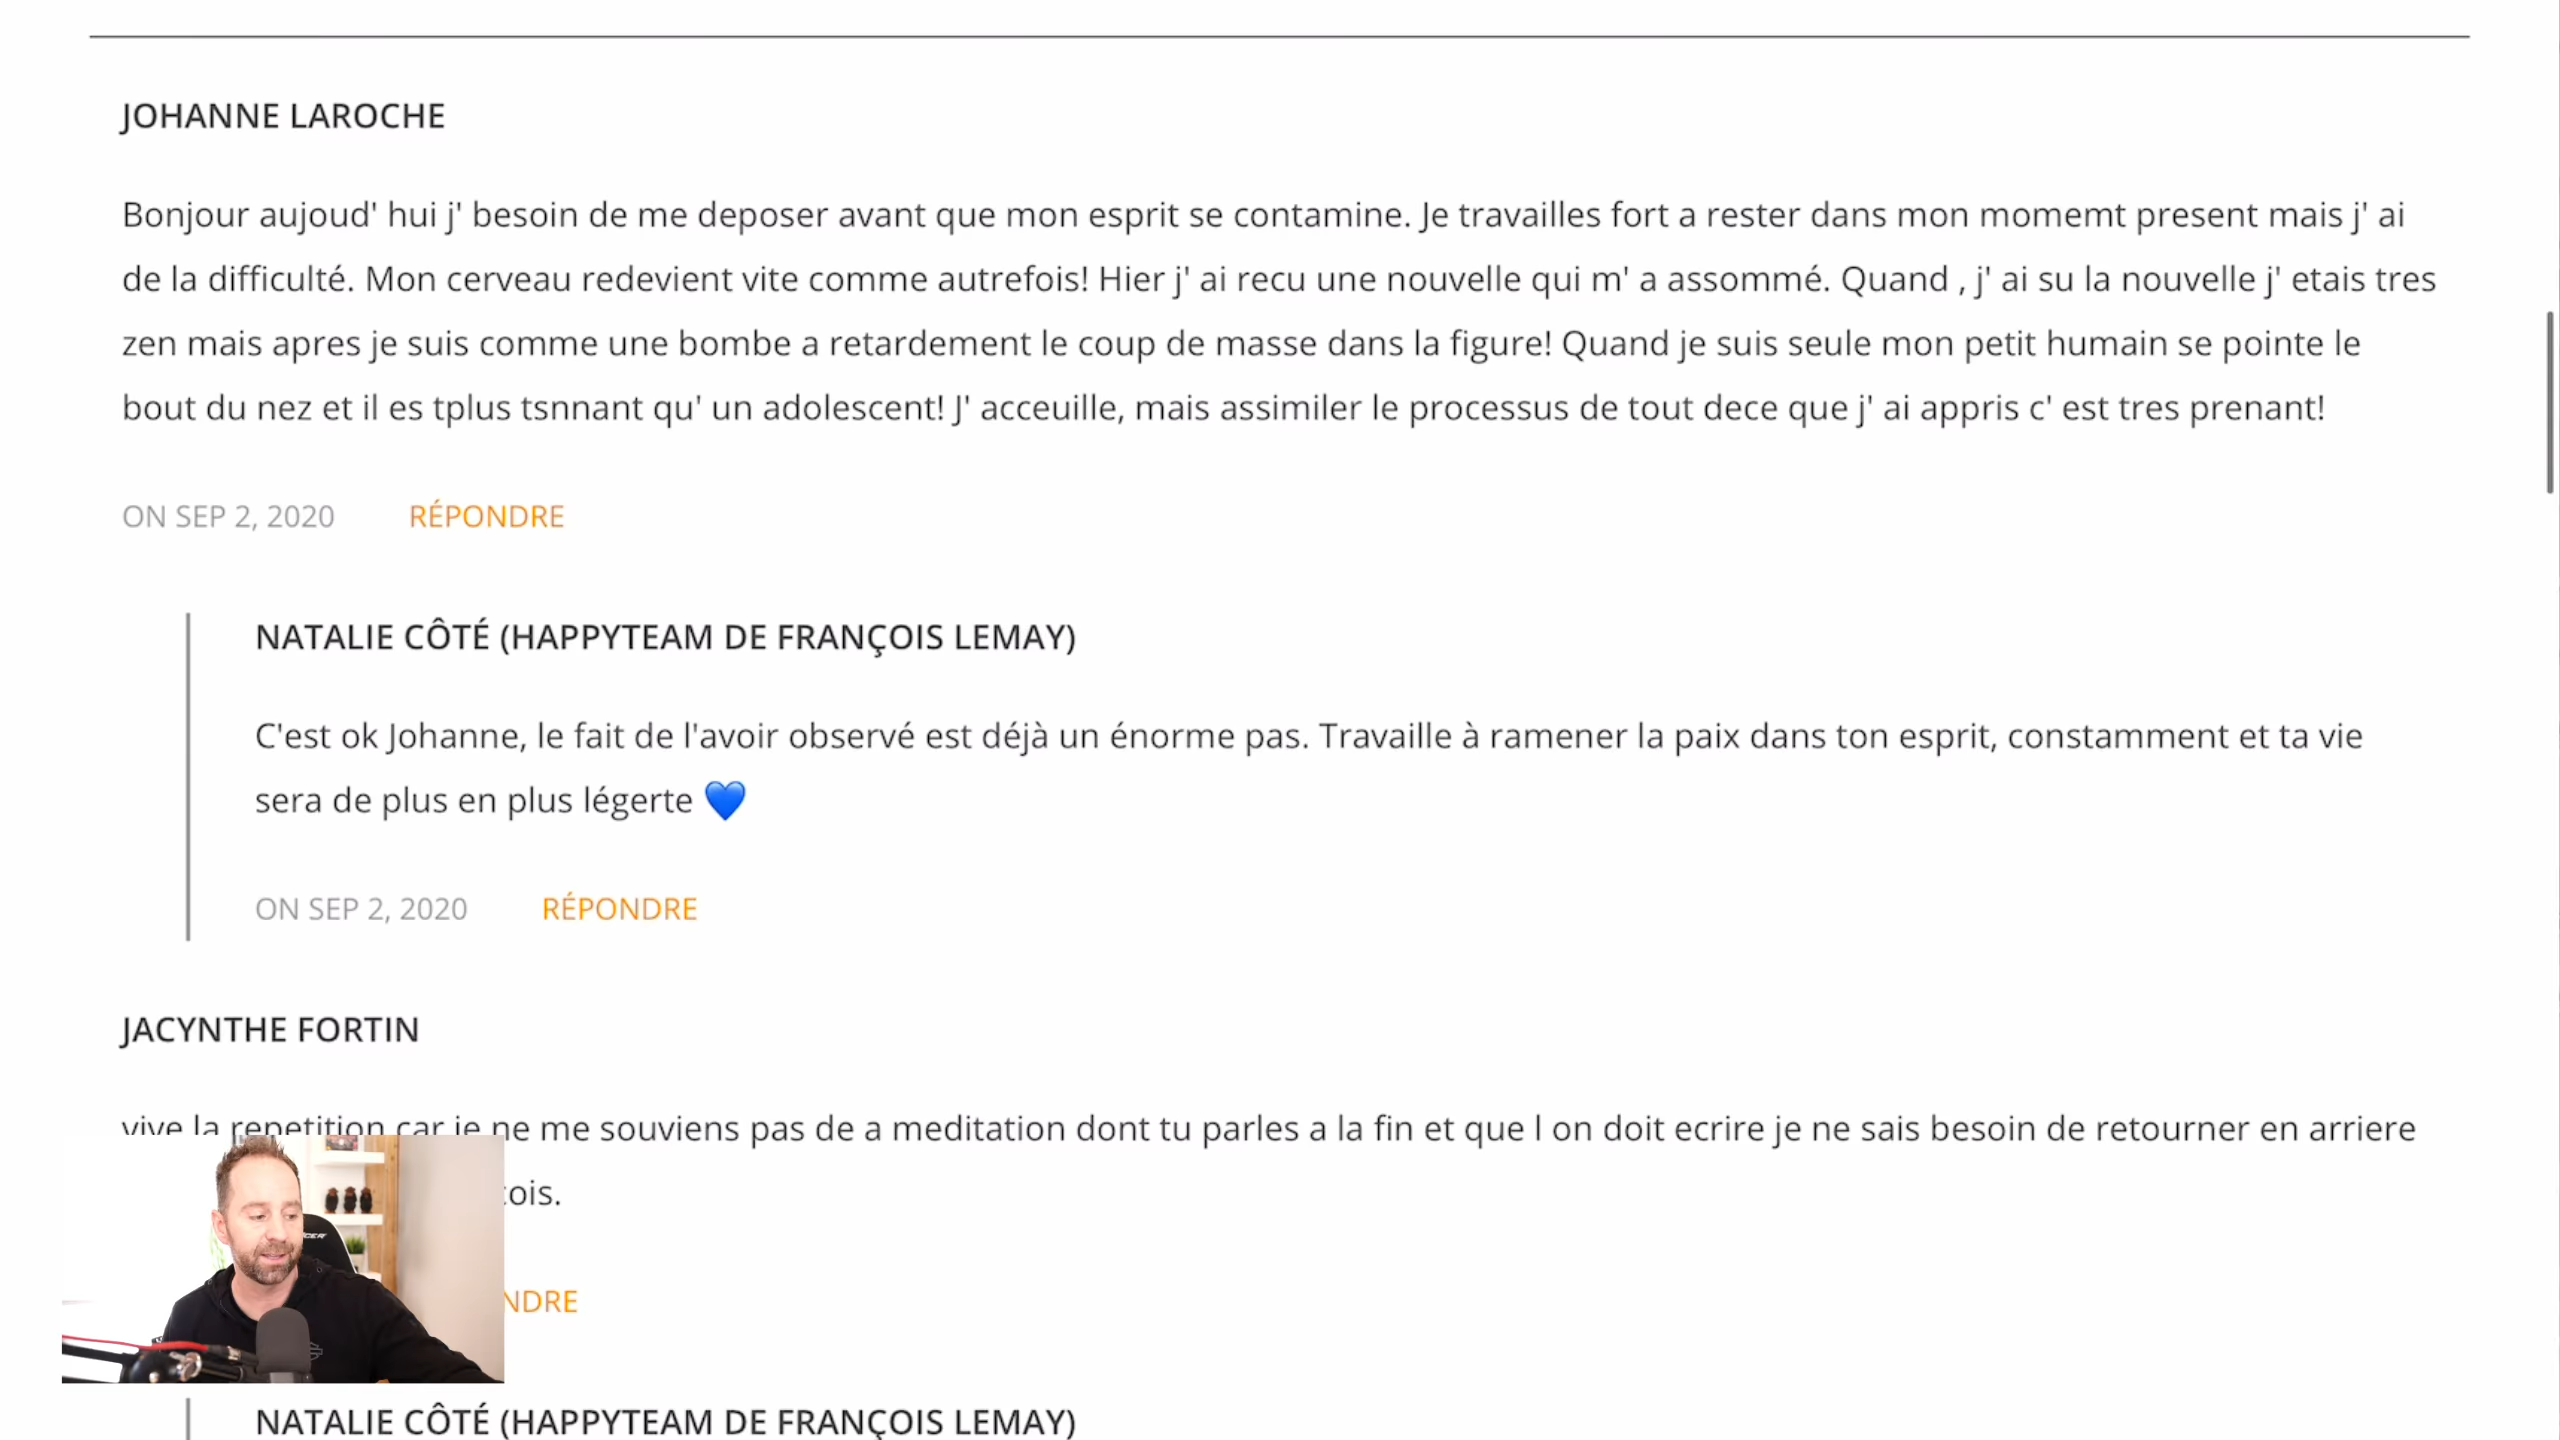 JOHANNE LAROCHE
Bonjour aujoud' hui j' besoin de me deposer avant que mon esprit se contamine. Je travailles fort a rester dans mon momemt present mais j' ai
de la difficulté. Mon cerveau redevient vite comme autrefois! Hier j' ai recu une nouvelle qui m' a assommé. Quand , j' ai su la nouvelle j' etais tres
zen mais apres je suis comme une bombe a retardement le coup de masse dans la figure! Quand je suis seule mon petit humain se pointe le
bout du nez et il es tplus tsnnant qu' un adolescent! J' acceuille, mais assimiler le processus de tout dece que j' ai appris c' est tres prenant!
ON SEP 2, 2020 RÉPONDRE
NATALIE CÔTÉ (HAPPYTEAM DE FRANÇOIS LEMAY)
C'est ok Johanne, le fait de l'avoir observé est déjà un énorme pas. Travaille à ramener la paix dans ton esprit, constamment et ta vie
sera de plus en plus légerte 💙
ON SEP 2, 2020 RÉPONDRE
JACYNTHE FORTIN
vive la repetition car je ne me souviens pas de a meditation dont tu parles a la fin et que l on doit ecrire je ne sais besoin de retourner en arriere
NATALIE CÔTÉ (HAPPYTEAM DE FRANÇOIS LEMAY)